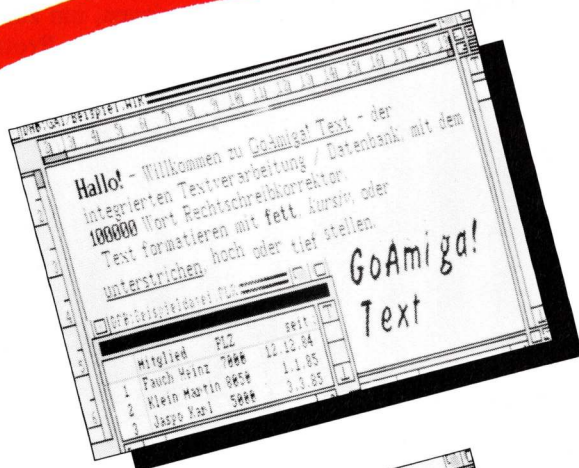 Hallo! - Willkommen zu GoAmiga! Text - der
integrierten Textverarbeitung / Datenbank, mit dem
100000 Wort Rechtschreibkorrektor.
Text formatieren mit fett, kursiv, oder
unterstrichen, hoch oder tief stellen.
GoAmiga!
Text
Mitglied PLZ seit
1 Fauch Heinz 7000 12.12.84
2 Klein Martin 8050 1.1.85
3 Jaspo Karl 5000 3.3.85